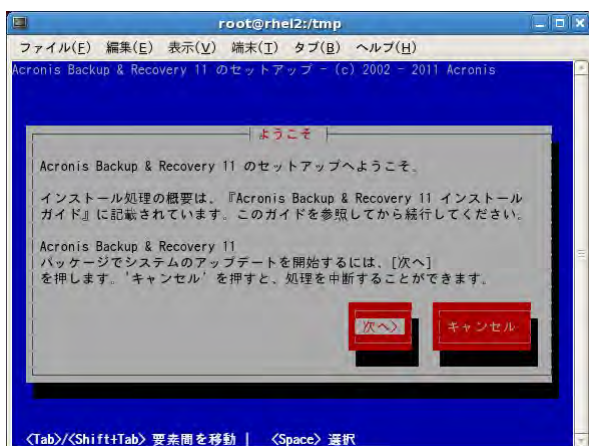 root@rhel2:/tmp
ファイル(F) 編集(E) 表示(V) 端末(T) タブ(B) ヘルプ(H)
Acronis Backup & Recovery 11 のセットアップ - (c) 2002 - 2011 Acronis
ようこそ
Acronis Backup & Recovery 11 のセットアップへようこそ.
インストール処理の概要は、『Acronis Backup & Recovery 11 インストール
ガイド』に記載されています。このガイドを参照してから続行してください.
Acronis Backup & Recovery 11
パッケージでシステムのアップデートを開始するには、[次へ]
を押します。'キャンセル' を押すと、処理を中断することができます.
次へ> キャンセル
<Tab>/<Shift+Tab> 要素間を移動 | <Space> 選択